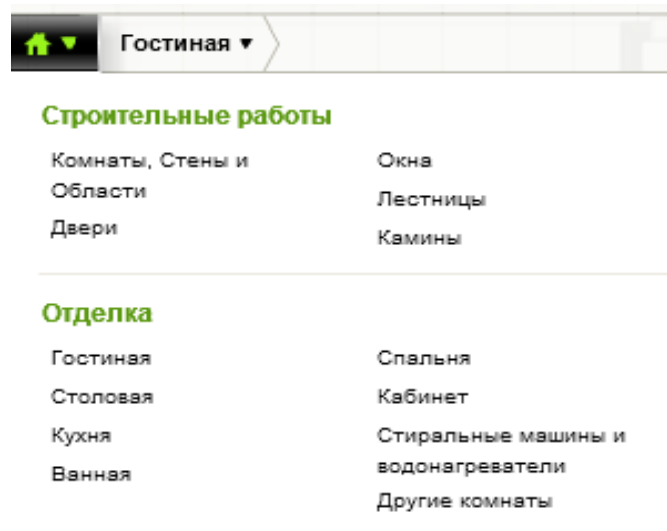 Гостиная
Строительные работы
Комнаты, Стены и
Области
Двери
Окна
Лестницы
Камины
Отделка
Гостиная
Столовая
Кухня
Ванная
Спальня
Кабинет
Стиральные машины и
водонагреватели
Другие комнаты